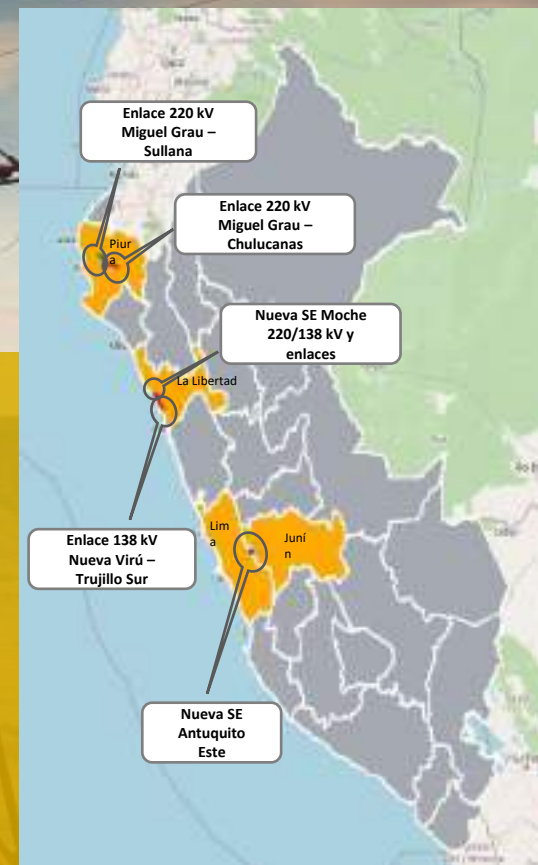 Enlace 220 kV
Miguel Grau –
Sullana
Enlace 220 kV
Miguel Grau –
Chulucanas
Piur
a
Nueva SE Moche
220/138 kV y
enlaces
La Libertad
Enlace 138 kV
Nueva Virú –
Trujillo Sur
Lim
a
Juní
n
Nueva SE
Antuquito
Este